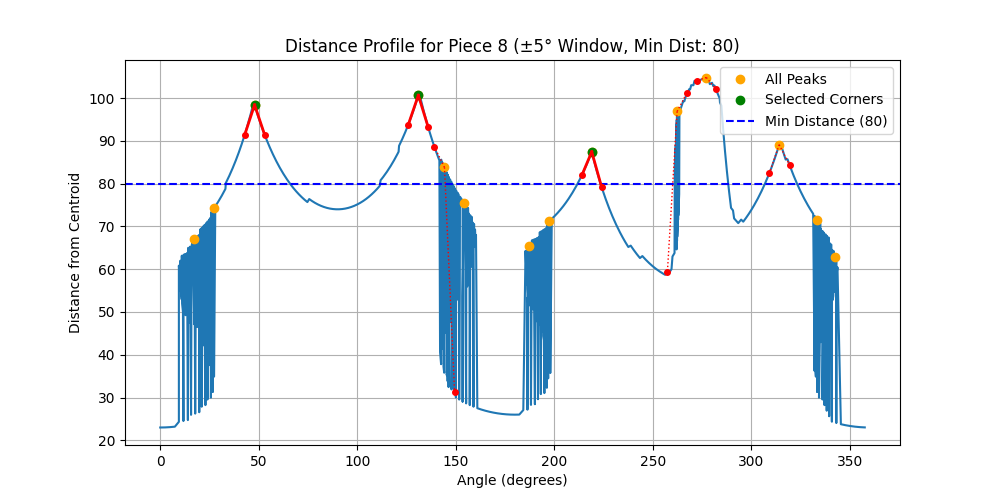 Distance Profile for Piece 8 (±5° Window, Min Dist: 80)
All Peaks
Selected Corners
Min Distance (80)
Distance from Centroid
100
90
80
70
60
50
40
30
20
0 50 100 150 200 250 300 350
Angle (degrees)